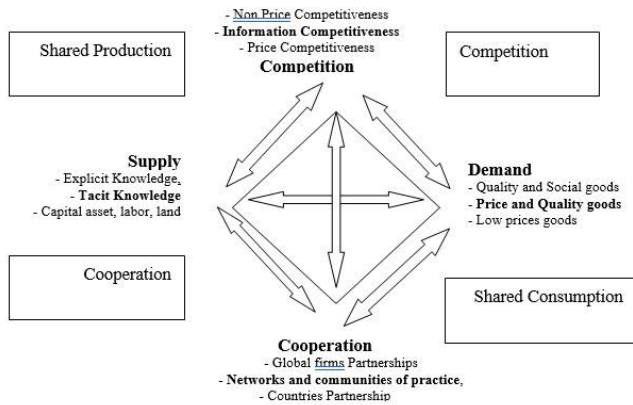 - Non Price Competitiveness
- Information Competitiveness
- Price Competitiveness
Competition
Shared Production
Competition
Supply
- Explicit Knowledge,
- Tacit Knowledge
- Capital asset, labor, land
Demand
- Quality and Social goods
- Price and Quality goods
- Low prices goods
Cooperation
Shared Consumption
Cooperation
- Global firms Partnerships
- Networks and communities of practice,
- Countries Partnership